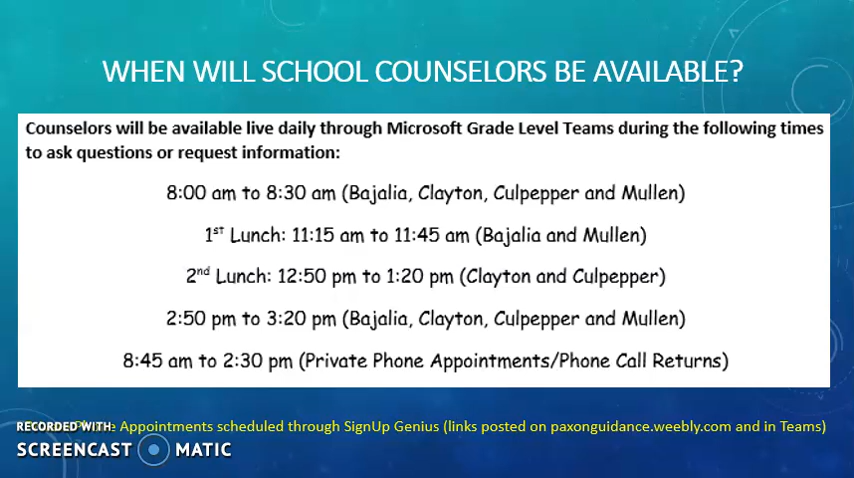 WHEN WILL SCHOOL COUNSELORS BE AVAILABLE?
Counselors will be available live daily through Microsoft Grade Level Teams during the following times
to ask questions or request information:
8:00 am to 8:30 am (Bajalia, Clayton, Culpepper and Mullen)
1st Lunch: 11:15 am to 11:45 am (Bajalia and Mullen)
2nd Lunch: 12:50 pm to 1:20 pm (Clayton and Culpepper)
2:50 pm to 3:20 pm (Bajalia, Clayton, Culpepper and Mullen)
8:45 am to 2:30 pm (Private Phone Appointments/Phone Call Returns)
Appointments scheduled through SignUp Genius (links posted on paxonguidance.weebly.com and in Teams)
RECORDED WITH
SCREENCAST MATIC